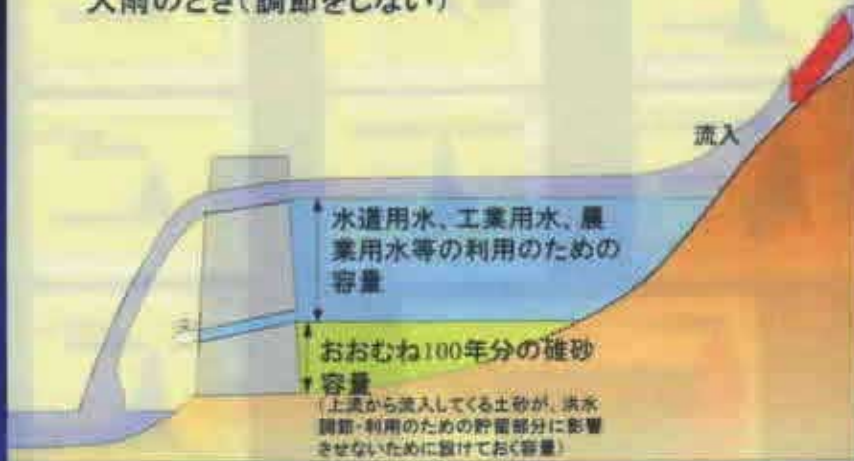 大雨のとき(調節をしない)
流入
水道用水、工業用水、農
業用水等の利用のための
容量
おおむね100年分の碓砂
容量
(上流から流入してくる土砂が、洪水
調節・利用のための貯留部分に影響
させないために設けておく容量)